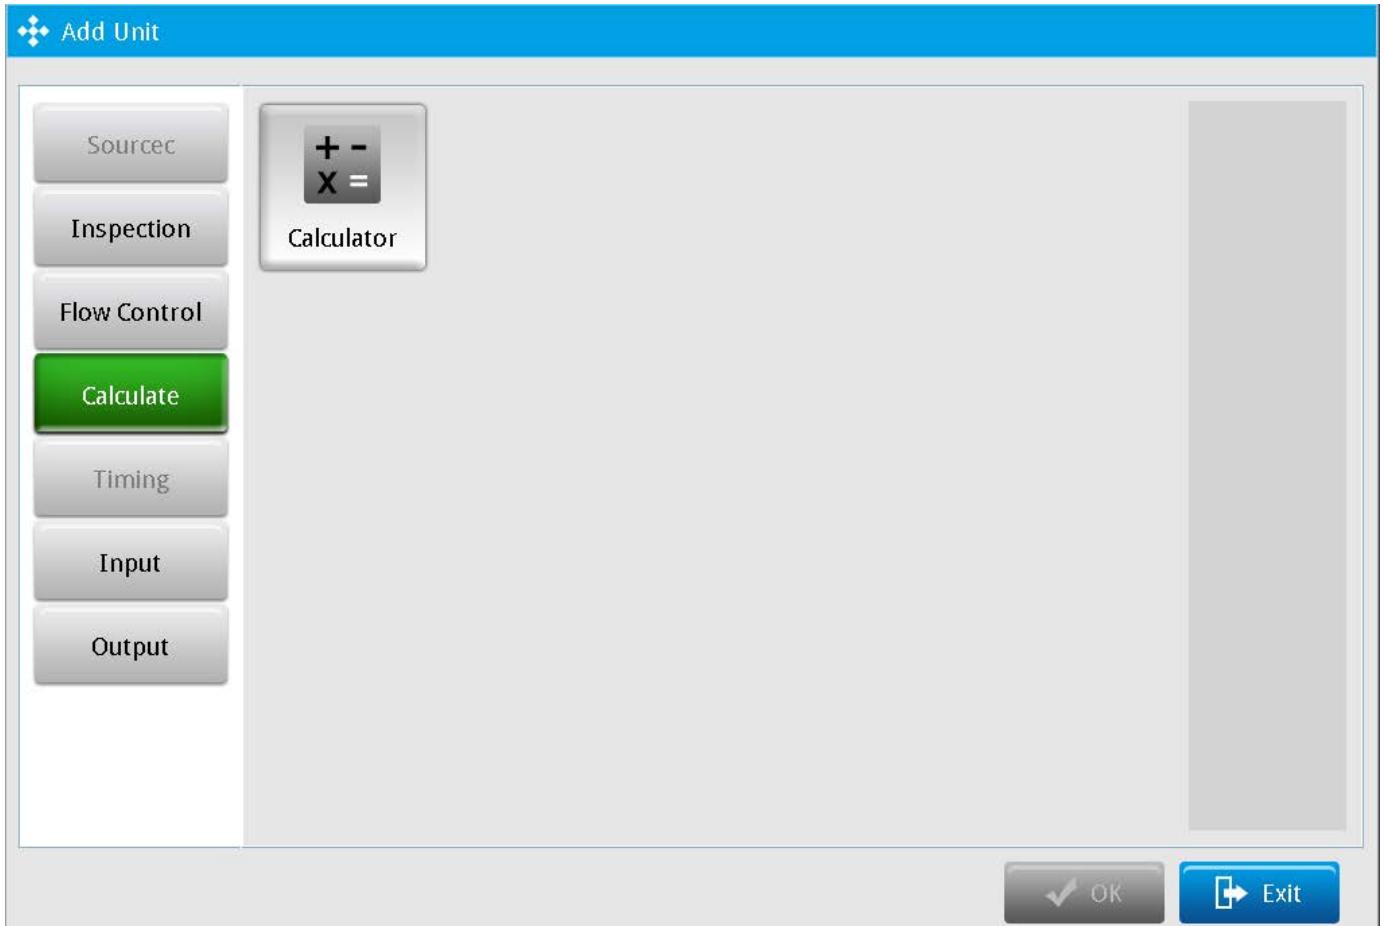 Add Unit
Sourcec
Inspection
Flow Control
Calculate
Timing
Input
Output
+ -
x =
Calculator
OK
Exit